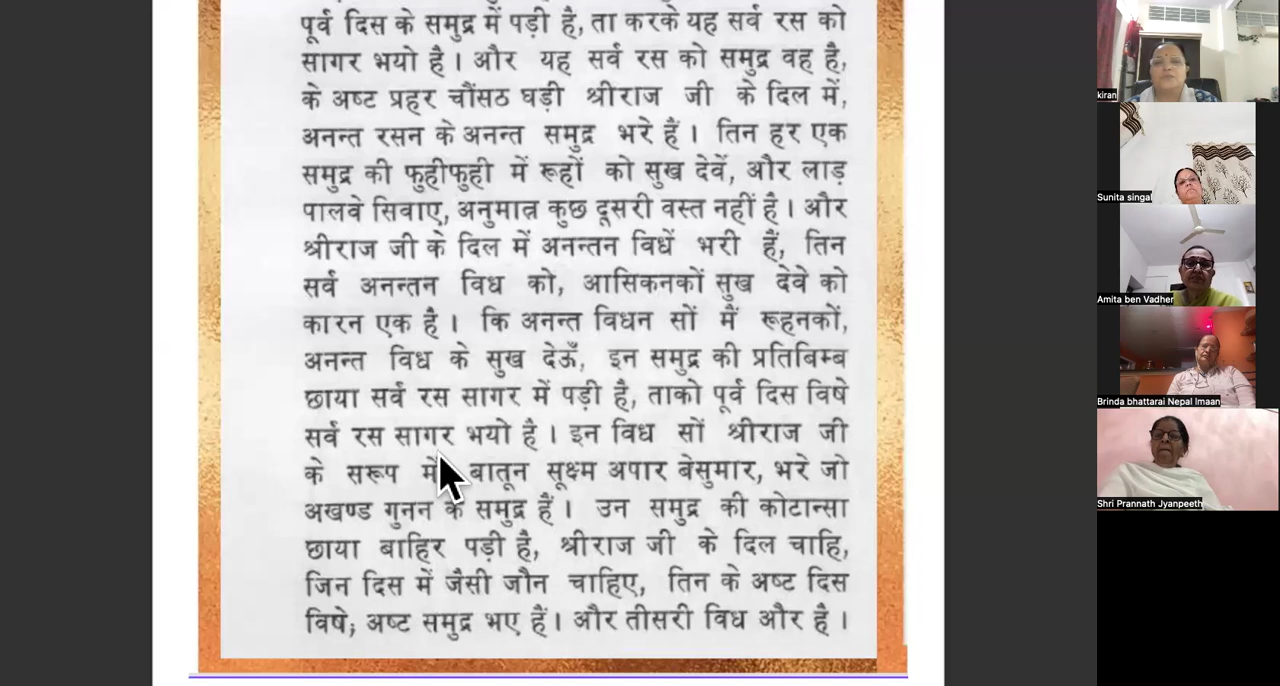 पूर्व दिस के समुद्र में पड़ी है, ता करके यह सर्व रस को
सागर भयो है। और यह सर्व रस को समुद्र वह है,
के अष्ट प्रहर चौंसठ घड़ी श्रीराज जी के दिल में,
अनन्त रसन के अनन्त समुद्र भरे हैं। तिन हर एक
समुद्र की फुहीफुही में रूहों को सुख देवें, और लाड़
पालवे सिवाए, अनुमात्र कुछ दूसरी वस्त नहीं है। और
श्रीराज जी के दिल में अनन्तन विधें भरी हैं, तिन
सर्व अनन्तन विध को, आसिकनकों सुख देवे को
कारन एक है। कि अनन्त विधन सों मैं रूहनकों,
अनन्त विध के सुख देऊँ, इन समुद्र की प्रतिबिम्ब
छाया सर्व रस सागर में पड़ी है, ताको पूर्व दिस विषे
सर्व रस सागर भयो है। इन विध सों श्रीराज जी
के सरूप में बातून सूक्ष्म अपार बेसुमार, भरे जो
अखण्ड गुनन के समुद्र हैं। उन समुद्र की कोटान्सा
छाया बाहिर पड़ी है, श्रीराज जी के दिल चाहि,
जिन दिस में जैसी जौन चाहिए, तिन के अष्ट दिस
विषे; अष्ट समुद्र भए हैं। और तीसरी विध और है।
kiran
Sunita singal
Amita ben Vadher
Brinda bhattarai Nepal Imaan
Shri Prannath Jyanpeeth